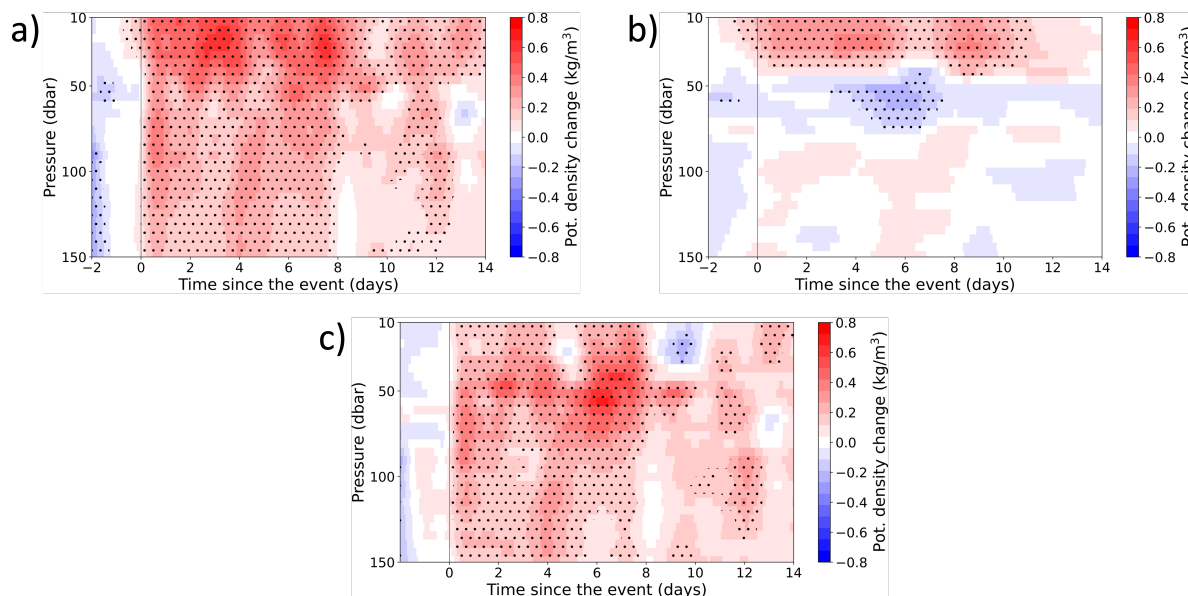 a)
10
50
100
150
Pressure (dbar)
−2 0 2 4 6 8 10 12 14
Time since the event (days)
0.8
0.6
0.4
0.2
0.0
−0.2
−0.4
−0.6
−0.8
Pot. density change (kg/m³)
b)
10
50
100
150
Pressure (dbar)
−2 0 2 4 6 8 10 12 14
Time since the event (days)
0.8
0.6
0.4
0.2
0.0
−0.2
−0.4
−0.6
−0.8
Pot. density change (kg/m³)
c)
10
50
100
150
Pressure (dbar)
0 2 4 6 8 10 12 14
Time since the event (days)
0.8
0.6
0.4
0.2
0.0
−0.2
−0.4
−0.6
−0.8
Pot. density change (kg/m³)